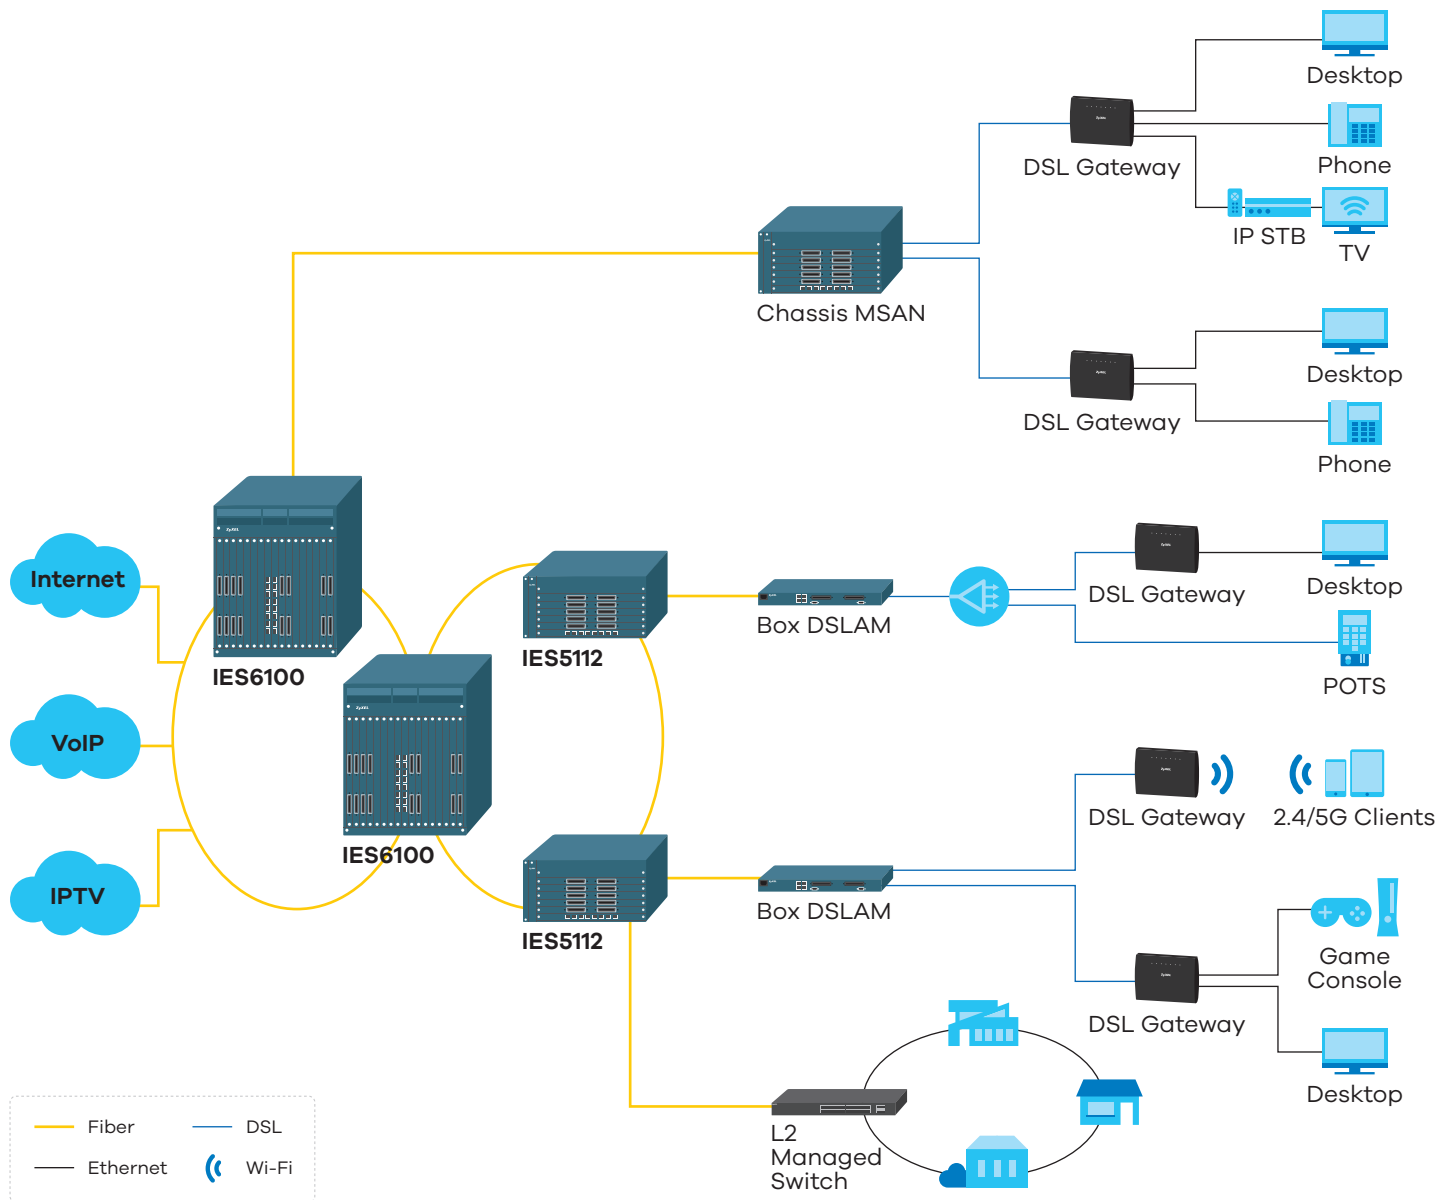 Desktop
DSL Gateway
Phone
IP STB
TV
Chassis MSAN
Desktop
DSL Gateway
Phone
Internet
ZyXEL
IES6100
IES5112
Box DSLAM
DSL Gateway
Desktop
POTS
VoIP
ZyXEL
IES6100
DSL Gateway
2.4/5G Clients
IPTV
IES5112
Box DSLAM
Game
Console
DSL Gateway
Desktop
L2
Managed
Switch
Fiber
DSL
Ethernet
Wi-Fi